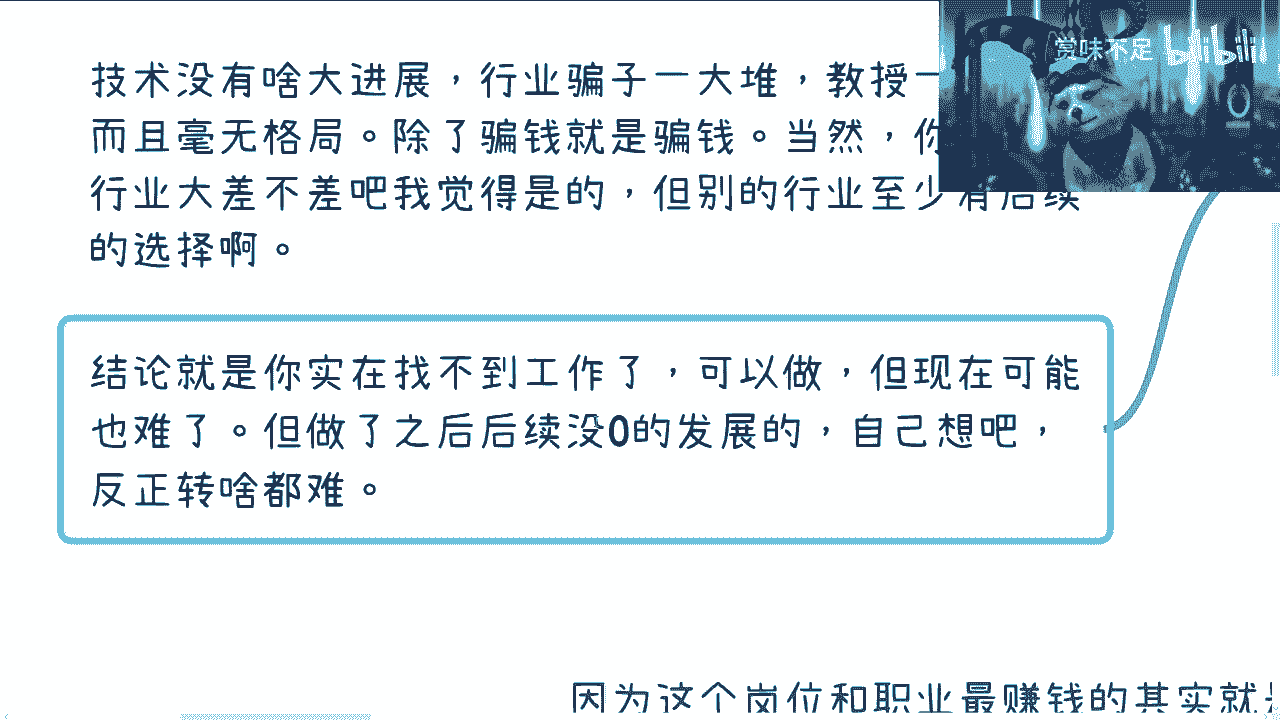 赏味不足 bilibili
技术没有啥大进展，行业骗子一大堆，教授一
而且毫无格局。除了骗钱就是骗钱。当然，你
行业大差不差吧我觉得是的，但别的行业至少有后续
的选择啊。
结论就是你实在找不到工作了，可以做，但现在可能
也难了。但做了之后后续没0的发展的，自己想吧，
反正转啥都难。
因为这个岗位和职业最赚钱的其实就是